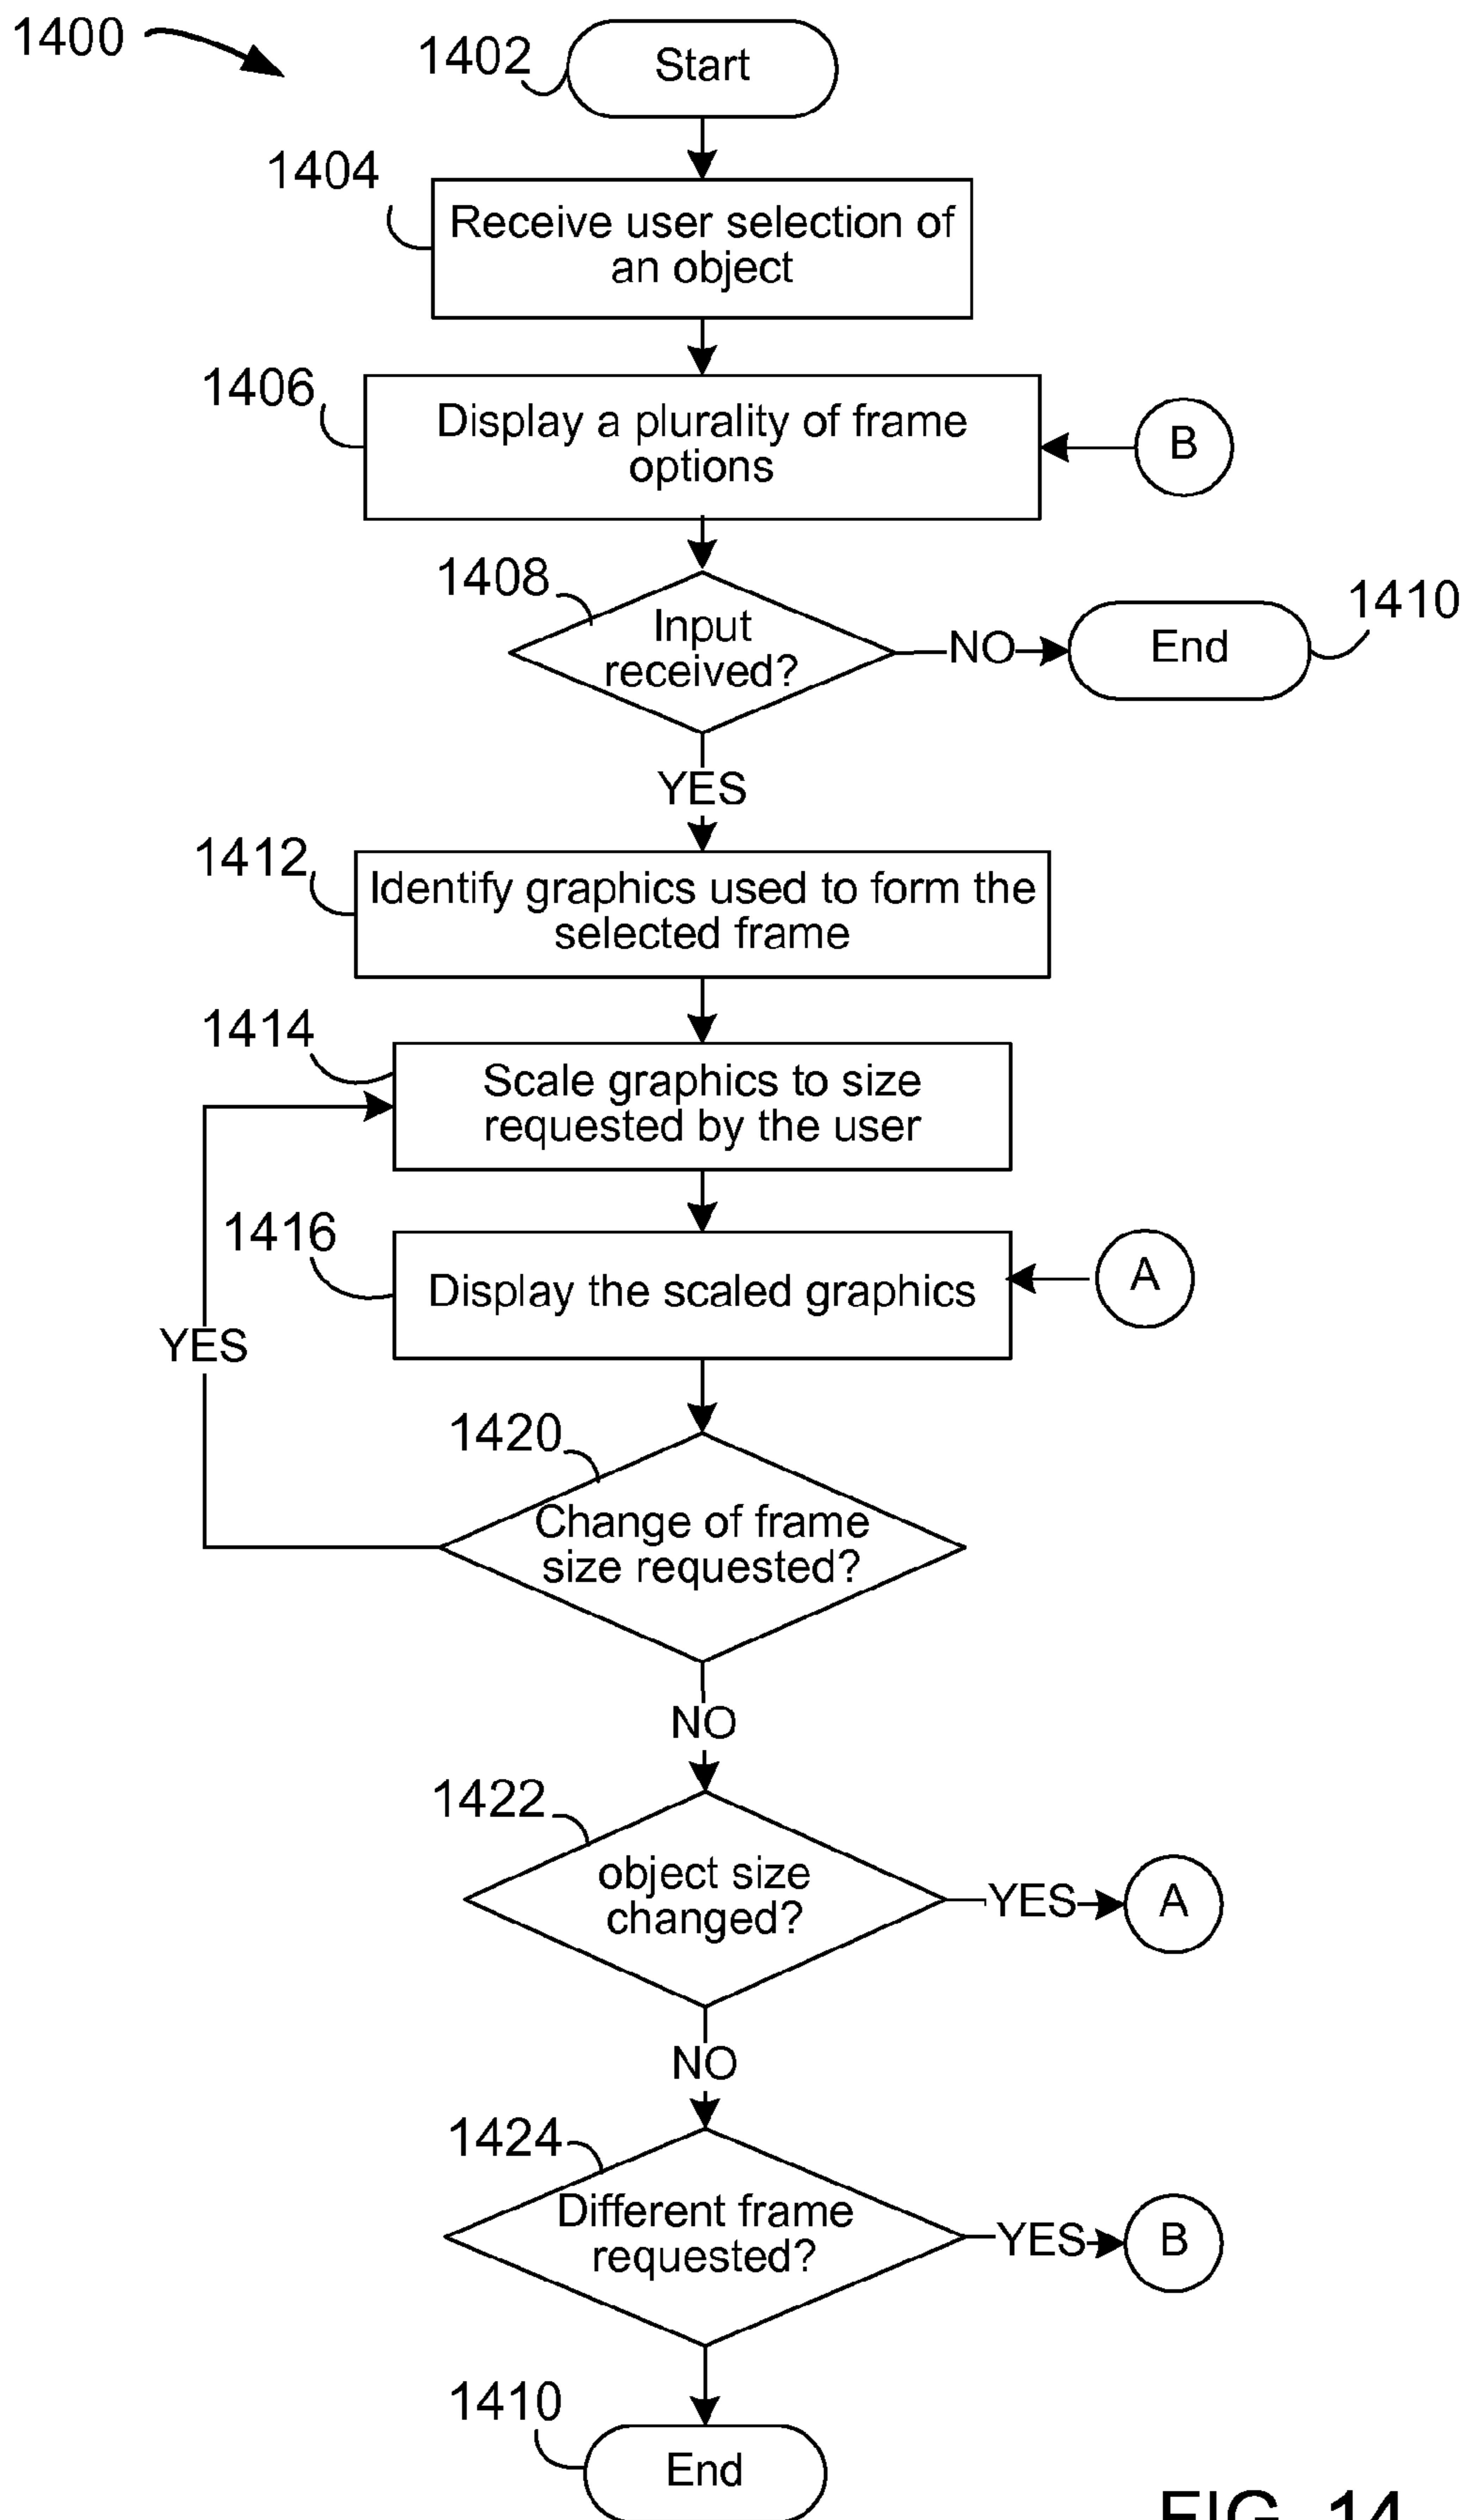 1400
1402
Start
1404
Receive user selection of
an object
1406
Display a plurality of frame
options
B
1408
Input
received?
NO
End
1410
YES
1412
Identify graphics used to form the
selected frame
1414
Scale graphics to size
requested by the user
1416
Display the scaled graphics
A
YES
1420
Change of frame
size requested?
NO
1422
object size
changed?
YES
A
NO
1424
Different frame
requested?
YES
B
1410
End
FIG. 14